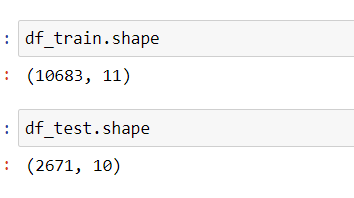 : df_train.shape
: (10683, 11)
: df_test.shape
: (2671, 10)